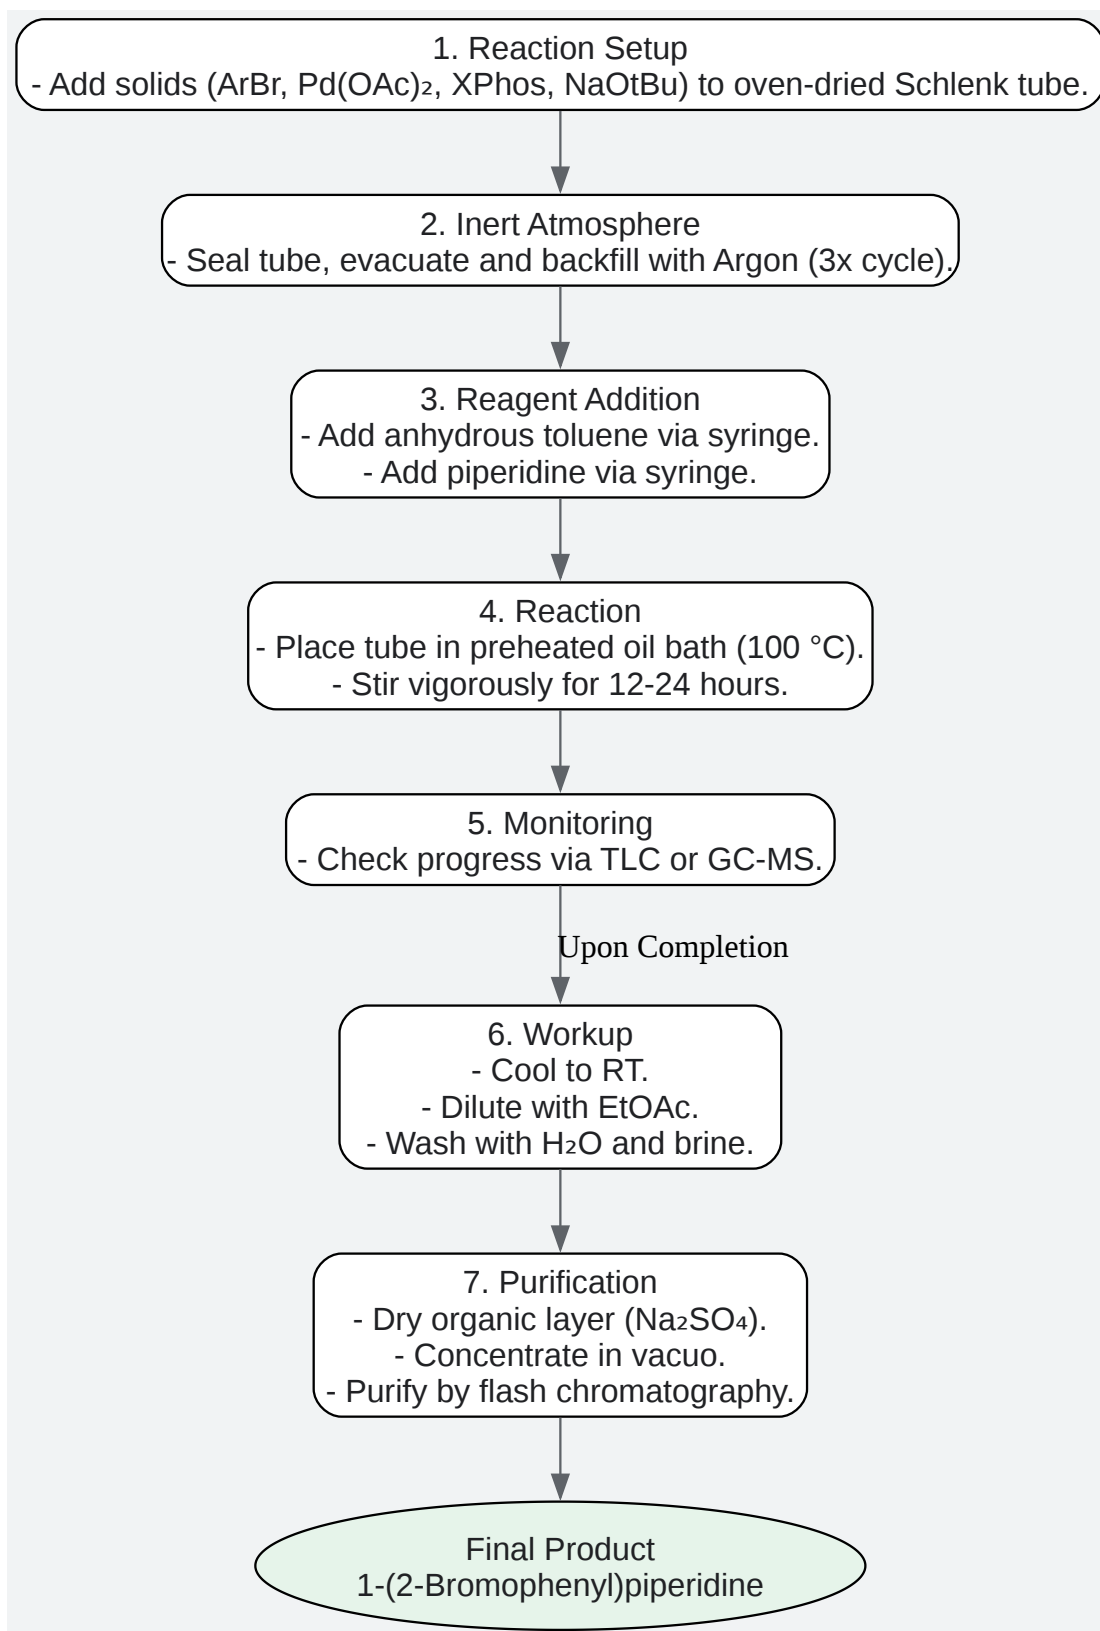 1. Reaction Setup
- Add solids (ArBr, Pd(OAc)₂, XPhos, NaOtBu) to oven-dried Schlenk tube.
2. Inert Atmosphere
- Seal tube, evacuate and backfill with Argon (3x cycle).
3. Reagent Addition
- Add anhydrous toluene via syringe.
- Add piperidine via syringe.
4. Reaction
- Place tube in preheated oil bath (100 °C).
- Stir vigorously for 12-24 hours.
5. Monitoring
- Check progress via TLC or GC-MS.
Upon Completion
6. Workup
- Cool to RT.
- Dilute with EtOAc.
- Wash with H₂O and brine.
7. Purification
- Dry organic layer (Na₂SO₄).
- Concentrate in vacuo.
- Purify by flash chromatography.
Final Product
1-(2-Bromophenyl)piperidine